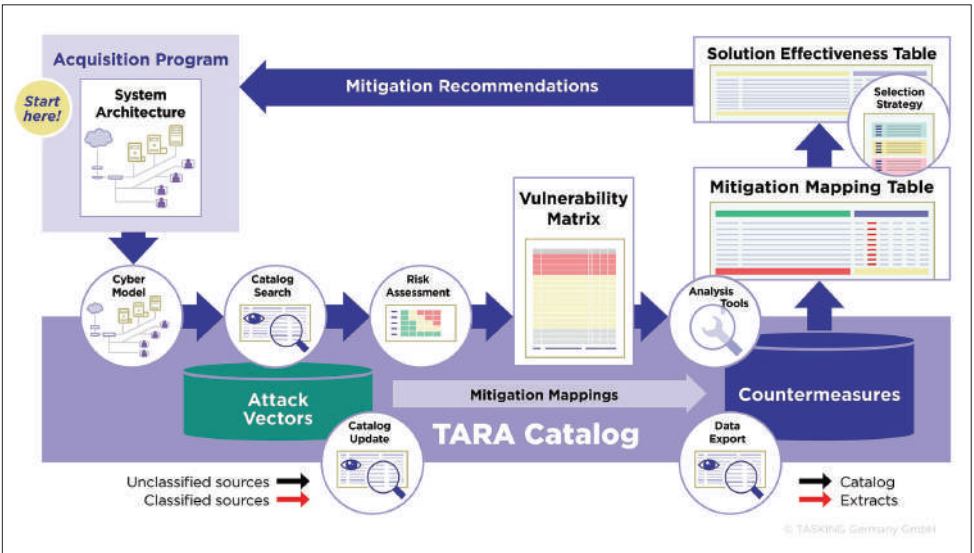 Acquisition Program
Start
here!
System
Architecture
Mitigation Recommendations
Solution Effectiveness Table
Selection
Strategy
Mitigation Mapping Table
Vulnerability
Matrix
Cyber
Model
Catalog
Search
Risk
Assessment
Analysis
Tools
Attack
Vectors
Mitigation Mappings
Countermeasures
Catalog
Update
TARA Catalog
Data
Export
Unclassified sources
Classified sources
Catalog
Extracts
© TASKING Germany GmbH